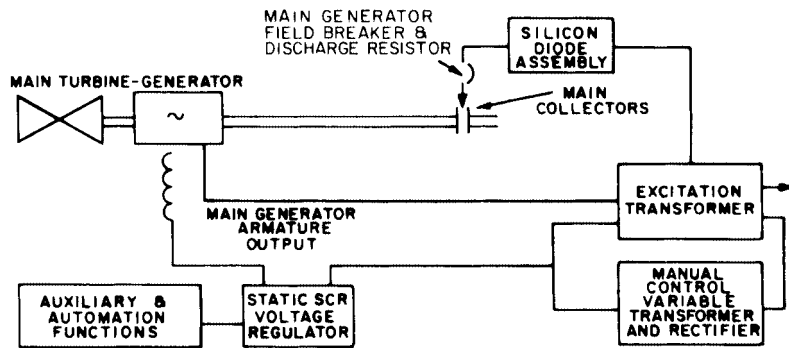 MAIN GENERATOR
FIELD BREAKER &
DISCHARGE RESISTOR
SILICON
DIODE
ASSEMBLY
MAIN TURBINE-GENERATOR
~
MAIN
COLLECTORS
EXCITATION
TRANSFORMER
MAIN GENERATOR
ARMATURE
OUTPUT
AUXILIARY &
AUTOMATION
FUNCTIONS
STATIC SCR
VOLTAGE
REGULATOR
MANUAL
CONTROL
VARIABLE
TRANSFORMER
AND RECTIFIER